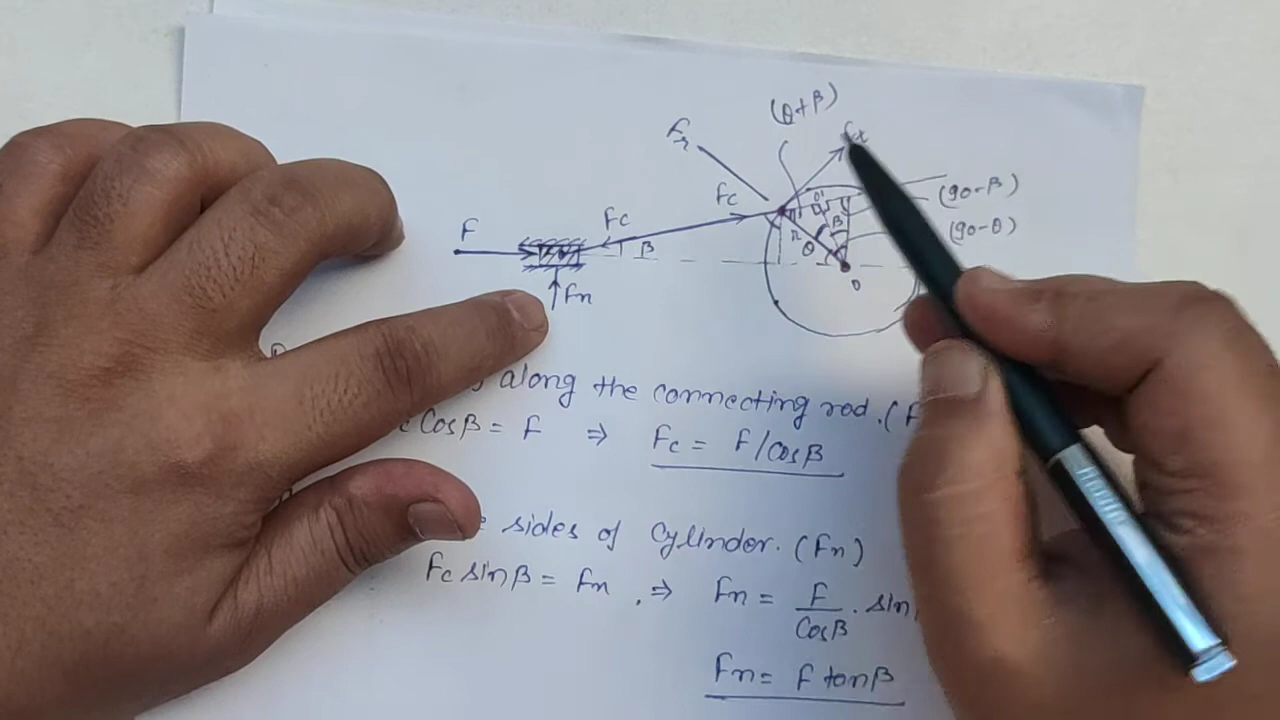 (θ+β)
Fr
Fct
Fc
Fc
(90-β)
β
(90-θ)
F
β
r
θ
O
Fn
along the connecting rod. (F
Cosβ = F ⇒ Fc = F/Cosβ
sides of Cylinder. (Fn)
Fc sinβ = Fn . ⇒ Fn = F/Cosβ . sin
Fn = F tanβ